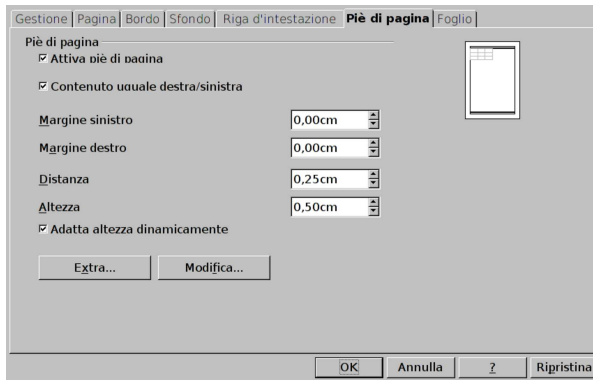 Gestione Pagina Bordo Sfondo Riga d'intestazione Piè di pagina Foglio
Piè di pagina
Attiva piè di pagina
Contenuto uguale destra/sinistra
Margine sinistro 0,00cm
Margine destro 0,00cm
Distanza 0,25cm
Altezza 0,50cm
Adatta altezza dinamicamente
Extra... Modifica...
OK Annulla ? Ripristina